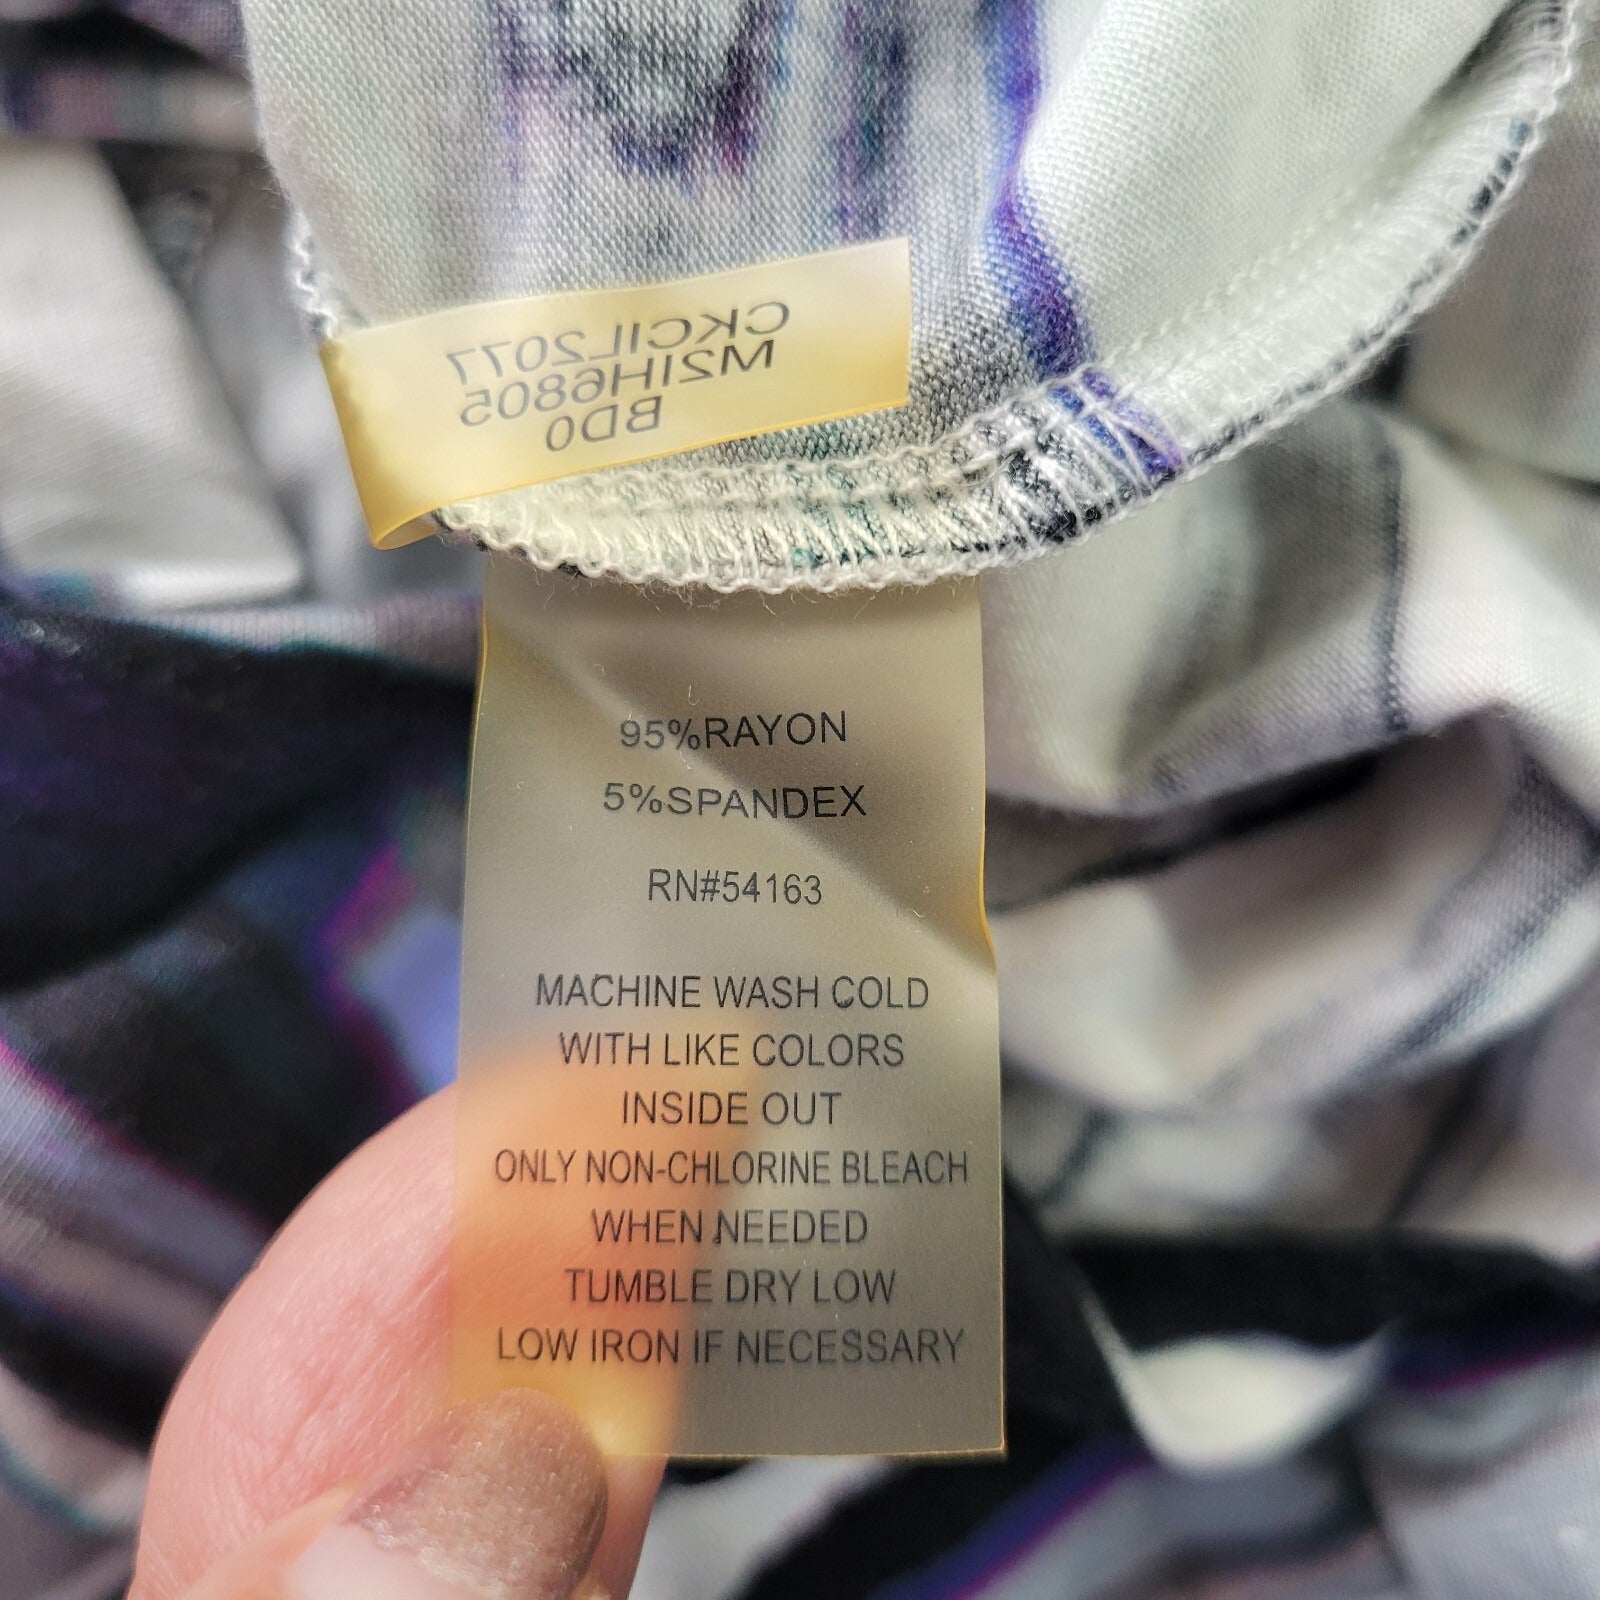 CKCIL2077
M21H6805
BD0
95%RAYON
5%SPANDEX
RN#54163
MACHINE WASH COLD
WITH LIKE COLORS
INSIDE OUT
ONLY NON-CHLORINE BLEACH
WHEN NEEDED
TUMBLE DRY LOW
LOW IRON IF NECESSARY